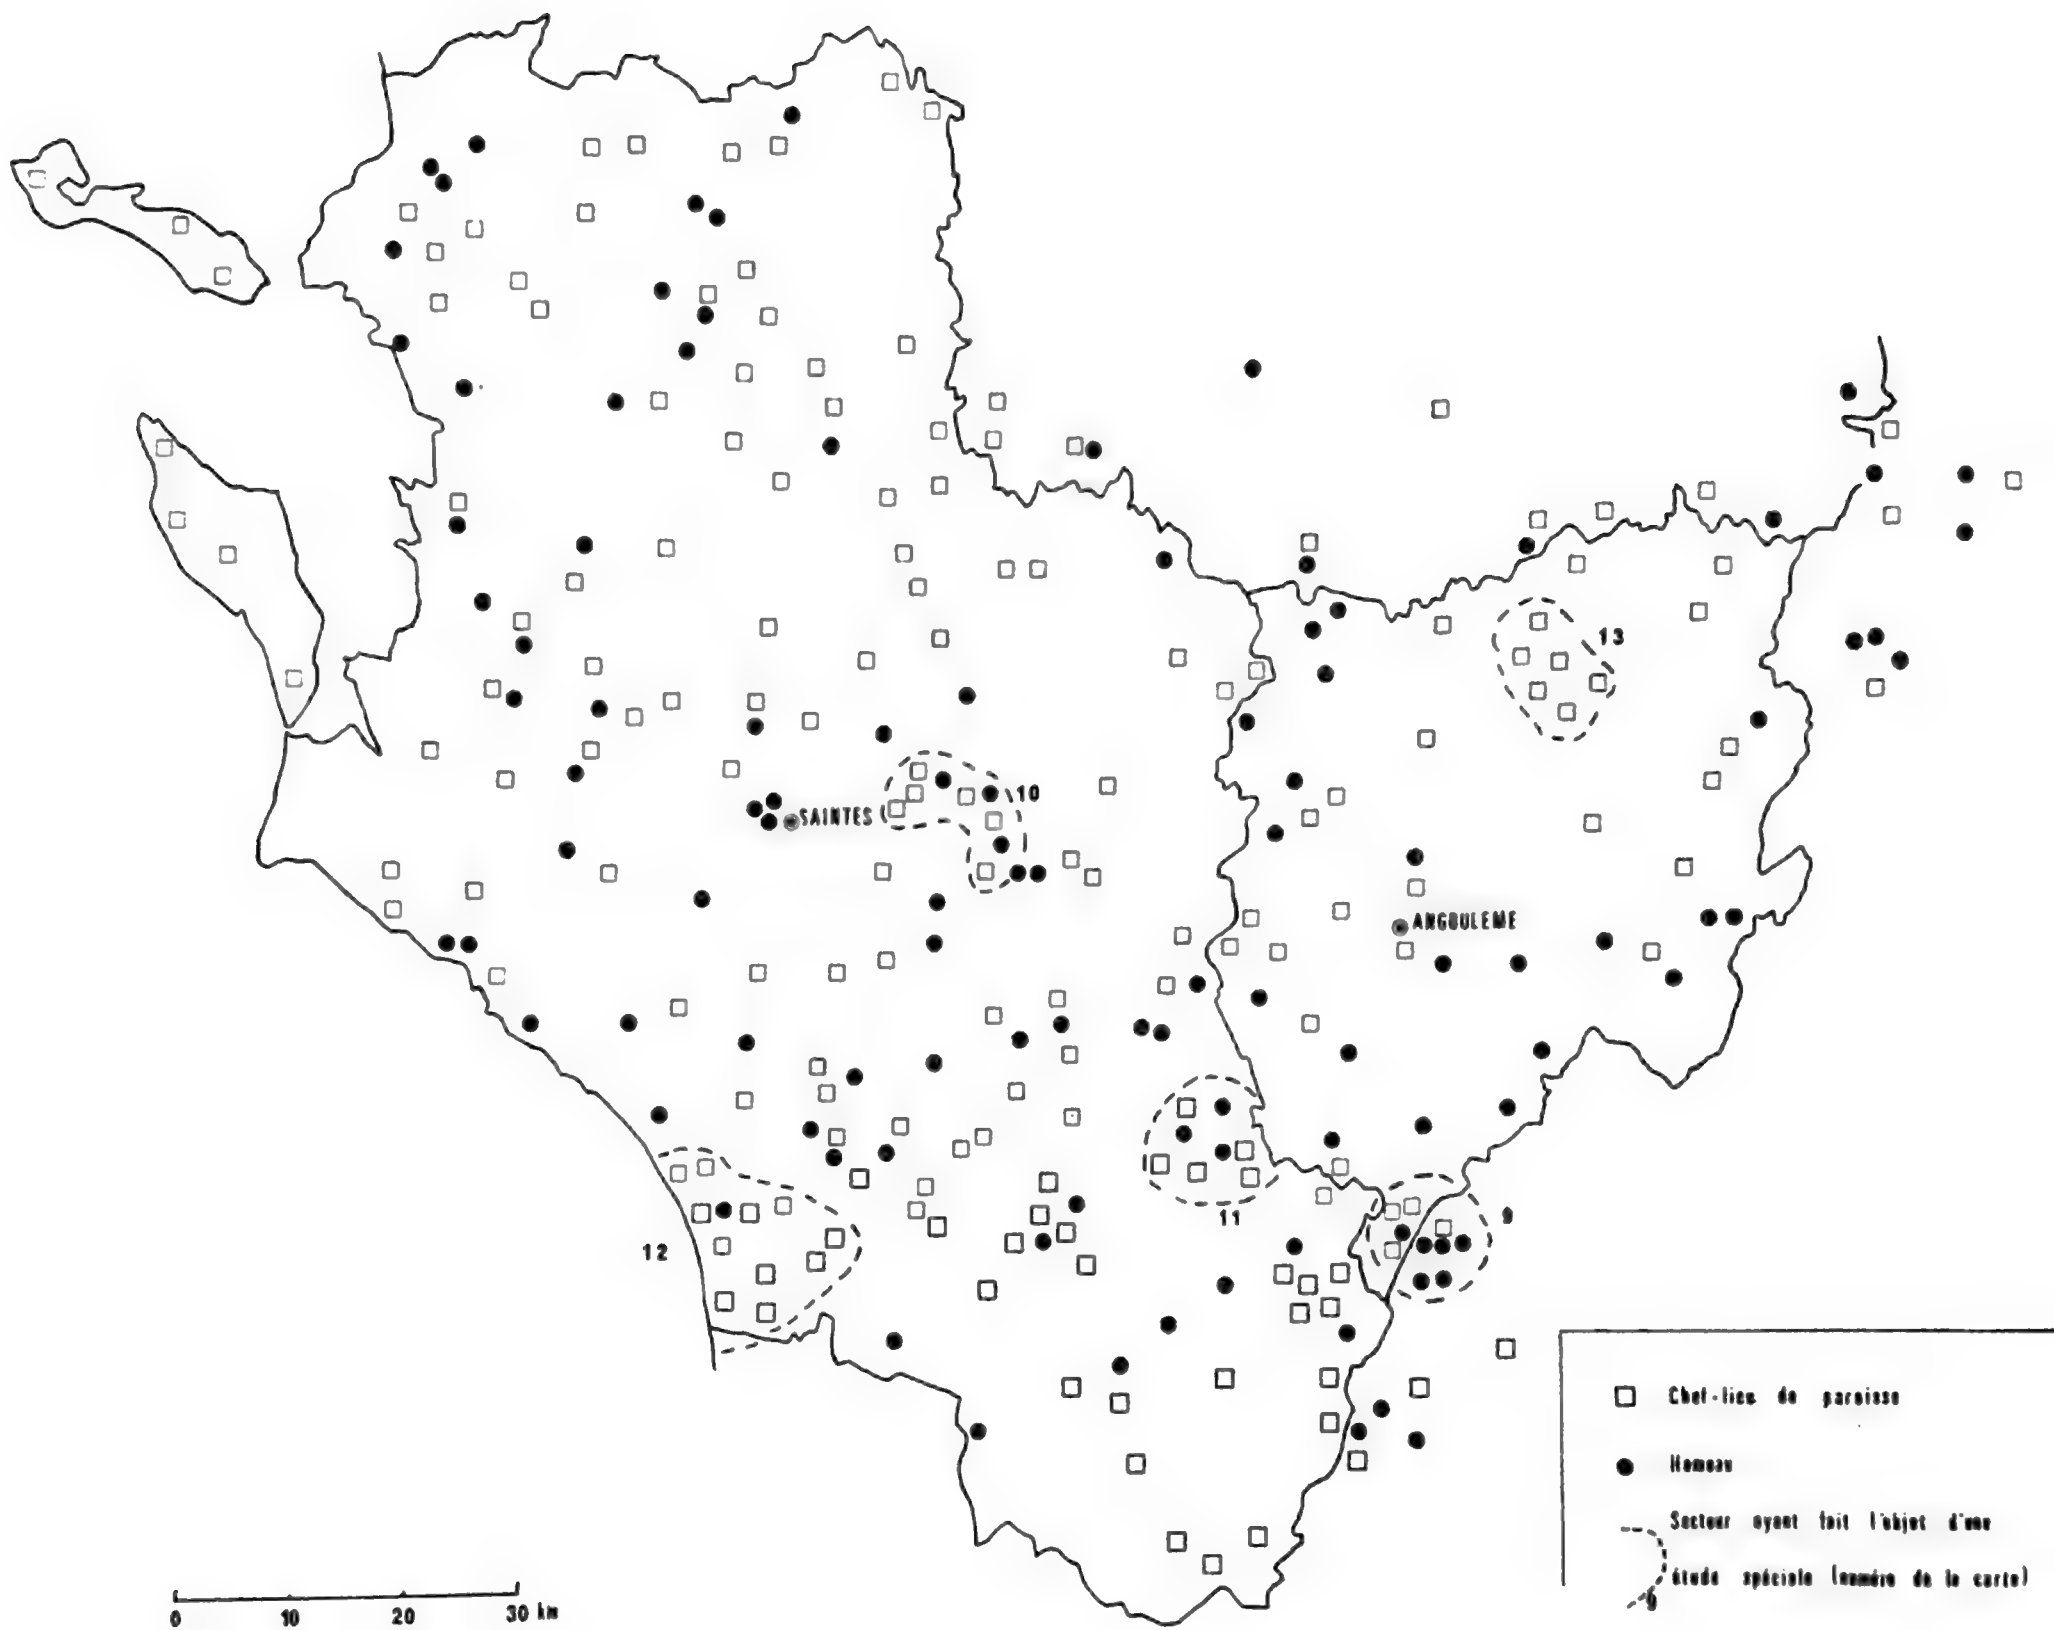 13
10
SAINTES
ANGOULEME
11
9
12
Chef-lieu de paroisse
Hameau
Secteur ayant fait l'objet d'une
étude spéciale (numéro de la carte)
9
0 10 20 30 km